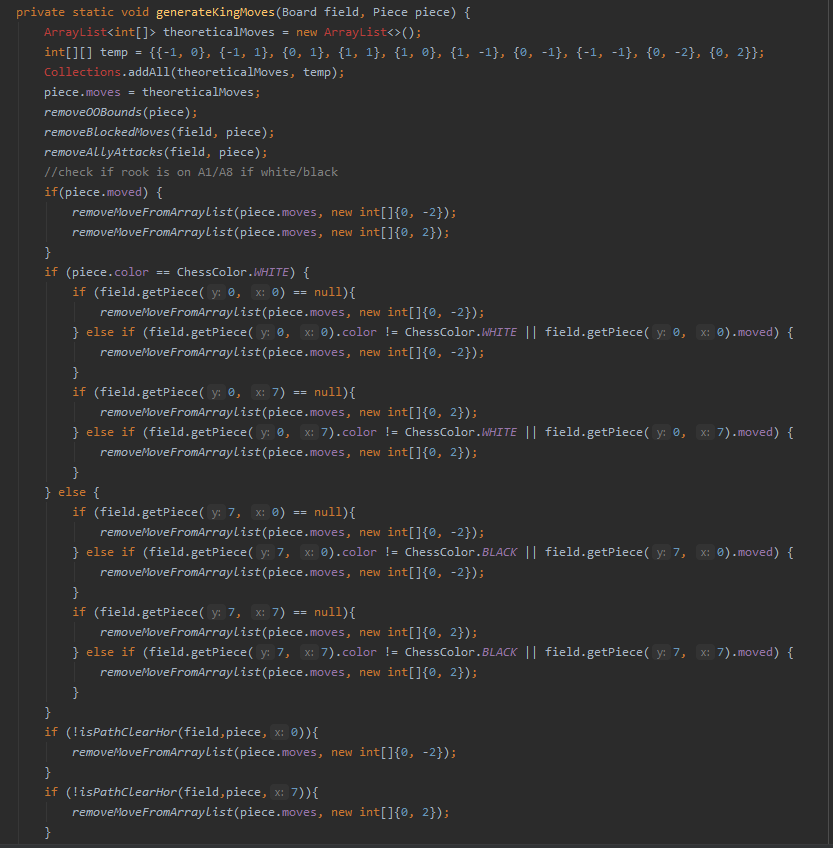 private static void generateKingMoves(Board field, Piece piece) {
ArrayList<int[]> theoreticalMoves = new ArrayList<>();
int[][] temp = {{-1, 0}, {-1, 1}, {0, 1}, {1, 1}, {1, 0}, {1, -1}, {0, -1}, {-1, -1}, {0, -2}, {0, 2}};
Collections.addAll(theoreticalMoves, temp);
piece.moves = theoreticalMoves;
removeOOBounds(piece);
removeBlockedMoves(field, piece);
removeAllyAttacks(field, piece);
//check if rook is on A1/A8 if white/black
if(piece.moved) {
removeMoveFromArraylist(piece.moves, new int[]{0, -2});
removeMoveFromArraylist(piece.moves, new int[]{0, 2});
}
if (piece.color == ChessColor.WHITE) {
if (field.getPiece( y: 0, x: 0) == null){
removeMoveFromArraylist(piece.moves, new int[]{0, -2});
} else if (field.getPiece( y: 0, x: 0).color != ChessColor.WHITE || field.getPiece( y: 0, x: 0).moved) {
removeMoveFromArraylist(piece.moves, new int[]{0, -2});
}
if (field.getPiece( y: 0, x: 7) == null){
removeMoveFromArraylist(piece.moves, new int[]{0, 2});
} else if (field.getPiece( y: 0, x: 7).color != ChessColor.WHITE || field.getPiece( y: 0, x: 7).moved) {
removeMoveFromArraylist(piece.moves, new int[]{0, 2});
}
} else {
if (field.getPiece( y: 7, x: 0) == null){
removeMoveFromArraylist(piece.moves, new int[]{0, -2});
} else if (field.getPiece( y: 7, x: 0).color != ChessColor.BLACK || field.getPiece( y: 7, x: 0).moved) {
removeMoveFromArraylist(piece.moves, new int[]{0, -2});
}
if (field.getPiece( y: 7, x: 7) == null){
removeMoveFromArraylist(piece.moves, new int[]{0, 2});
} else if (field.getPiece( y: 7, x: 7).color != ChessColor.BLACK || field.getPiece( y: 7, x: 7).moved) {
removeMoveFromArraylist(piece.moves, new int[]{0, 2});
}
}
if (!isPathClearHor(field,piece, x: 0)){
removeMoveFromArraylist(piece.moves, new int[]{0, -2});
}
if (!isPathClearHor(field,piece, x: 7)){
removeMoveFromArraylist(piece.moves, new int[]{0, 2});
}